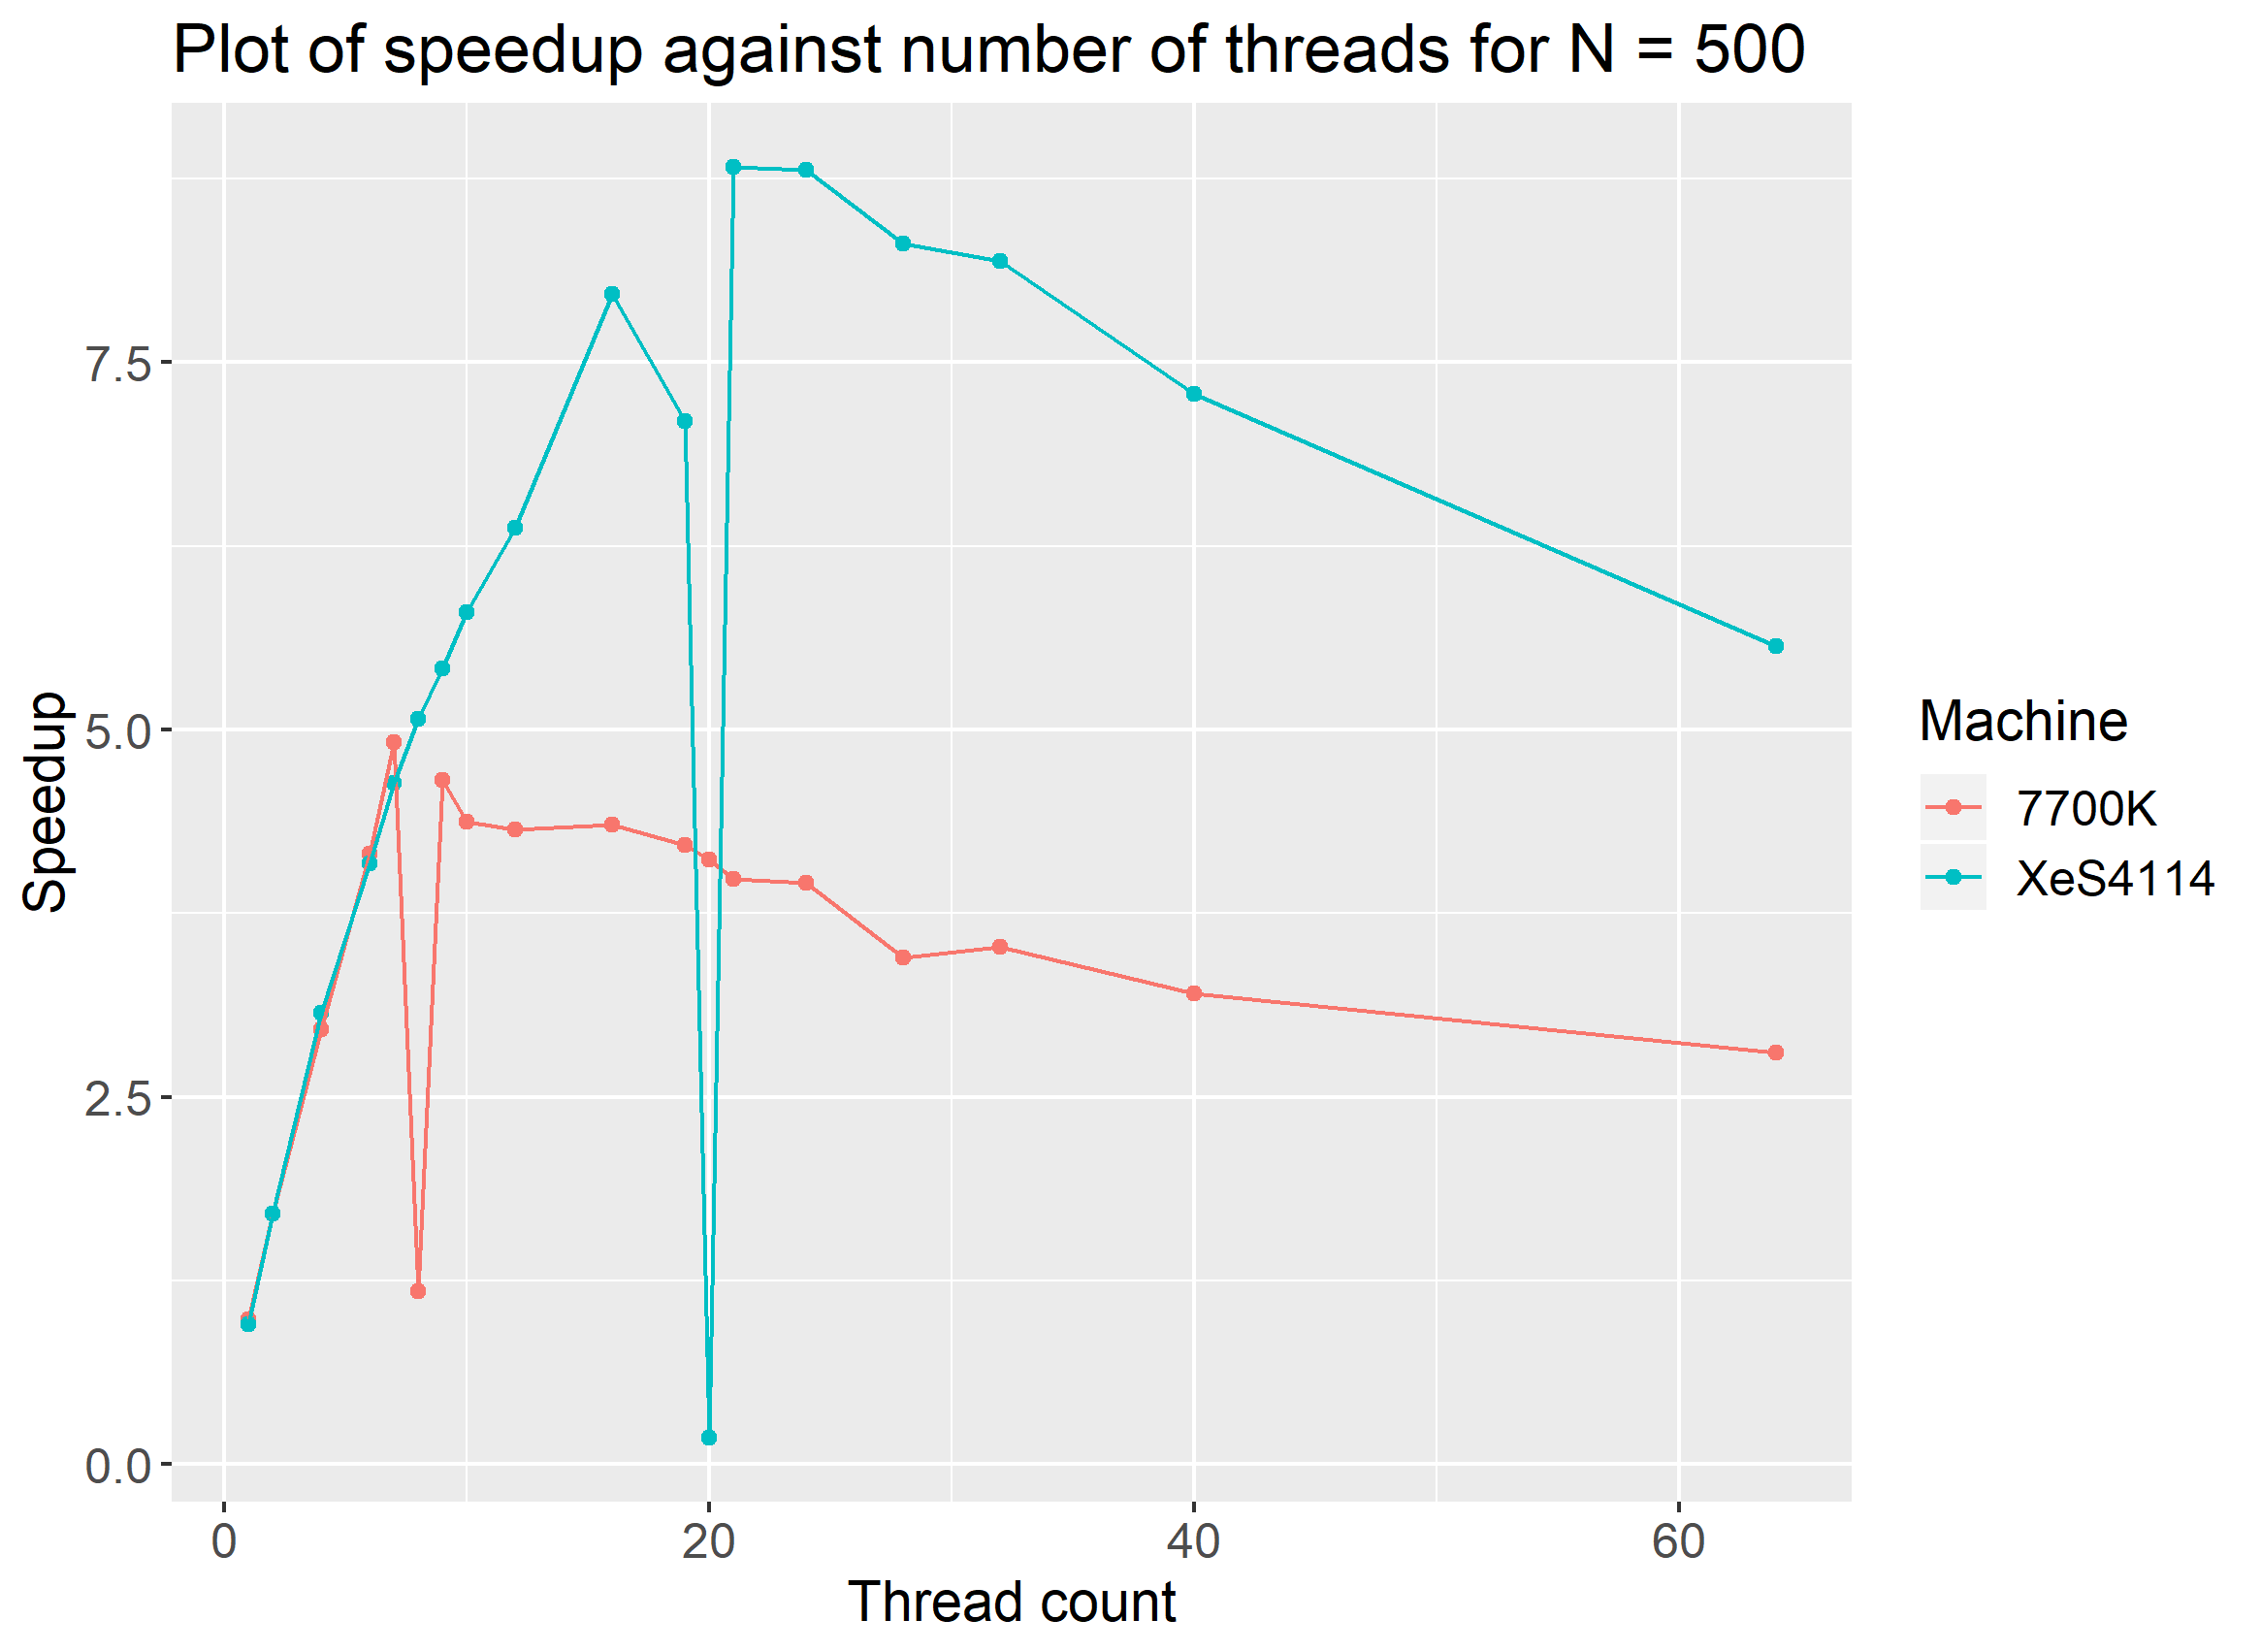 Plot of speedup against number of threads for N = 500
Speedup
7.5
5.0
2.5
0.0
0 20 40 60
Thread count
Machine
7700K
XeS4114